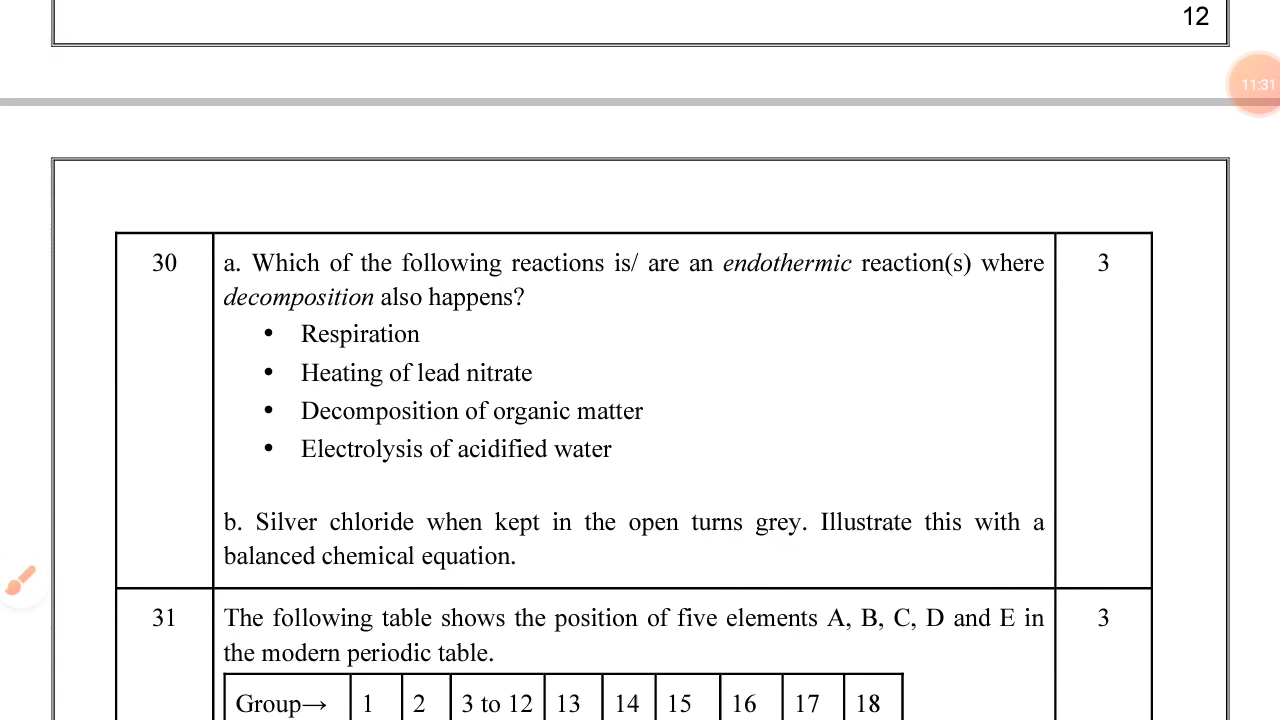 12
11:31
30 a. Which of the following reactions is/ are an endothermic reaction(s) where 3
decomposition also happens?
• Respiration
• Heating of lead nitrate
• Decomposition of organic matter
• Electrolysis of acidified water
b. Silver chloride when kept in the open turns grey. Illustrate this with a
balanced chemical equation.
31 The following table shows the position of five elements A, B, C, D and E in 3
the modern periodic table.
Group→ 1 2 3 to 12 13 14 15 16 17 18